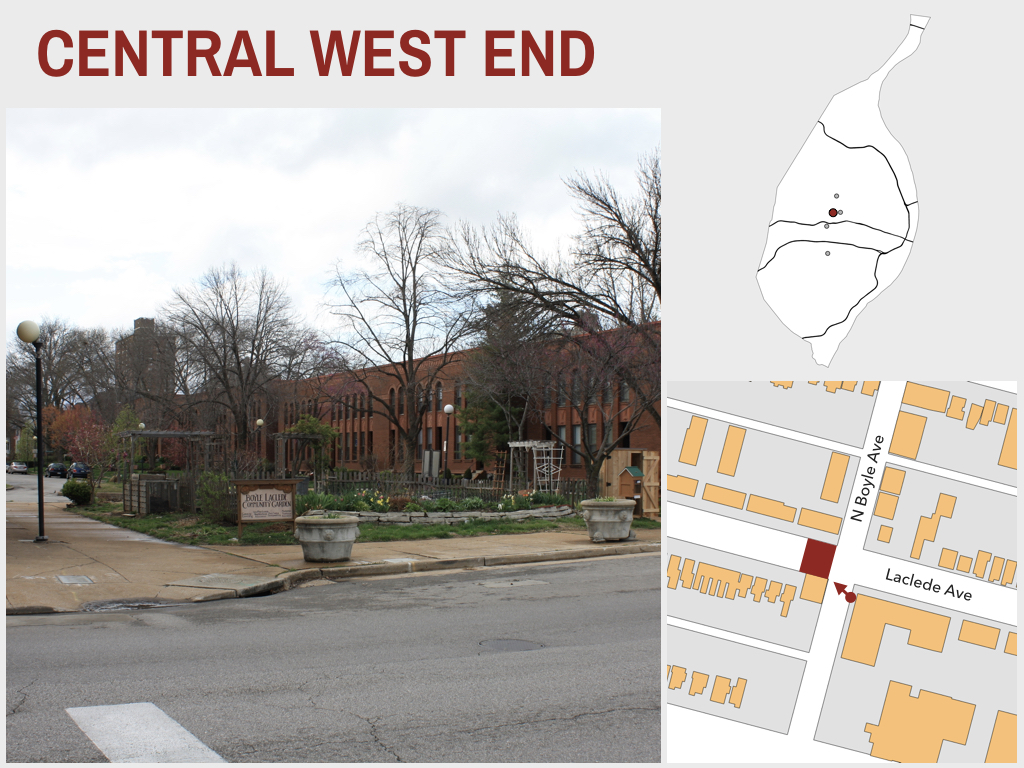 CENTRAL WEST END
BOYLE LACLEDE
COMMUNITY GARDEN
N Boyle Ave
Laclede Ave